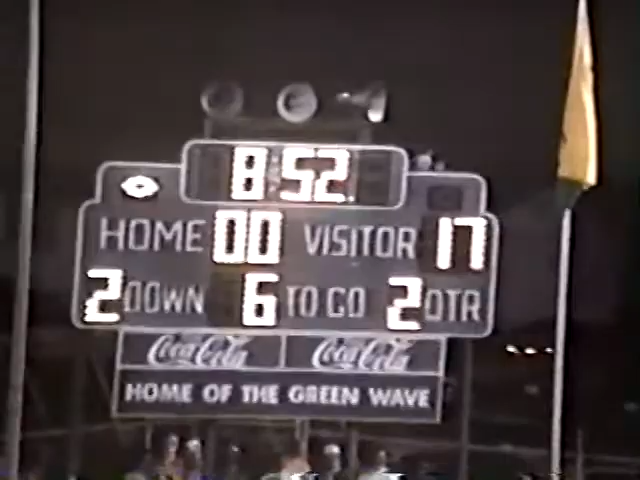 8:52
HOME 00 VISITOR 17
2 DOWN 6 TO GO 2 QTR
Coca-Cola Coca-Cola
HOME OF THE GREEN WAVE